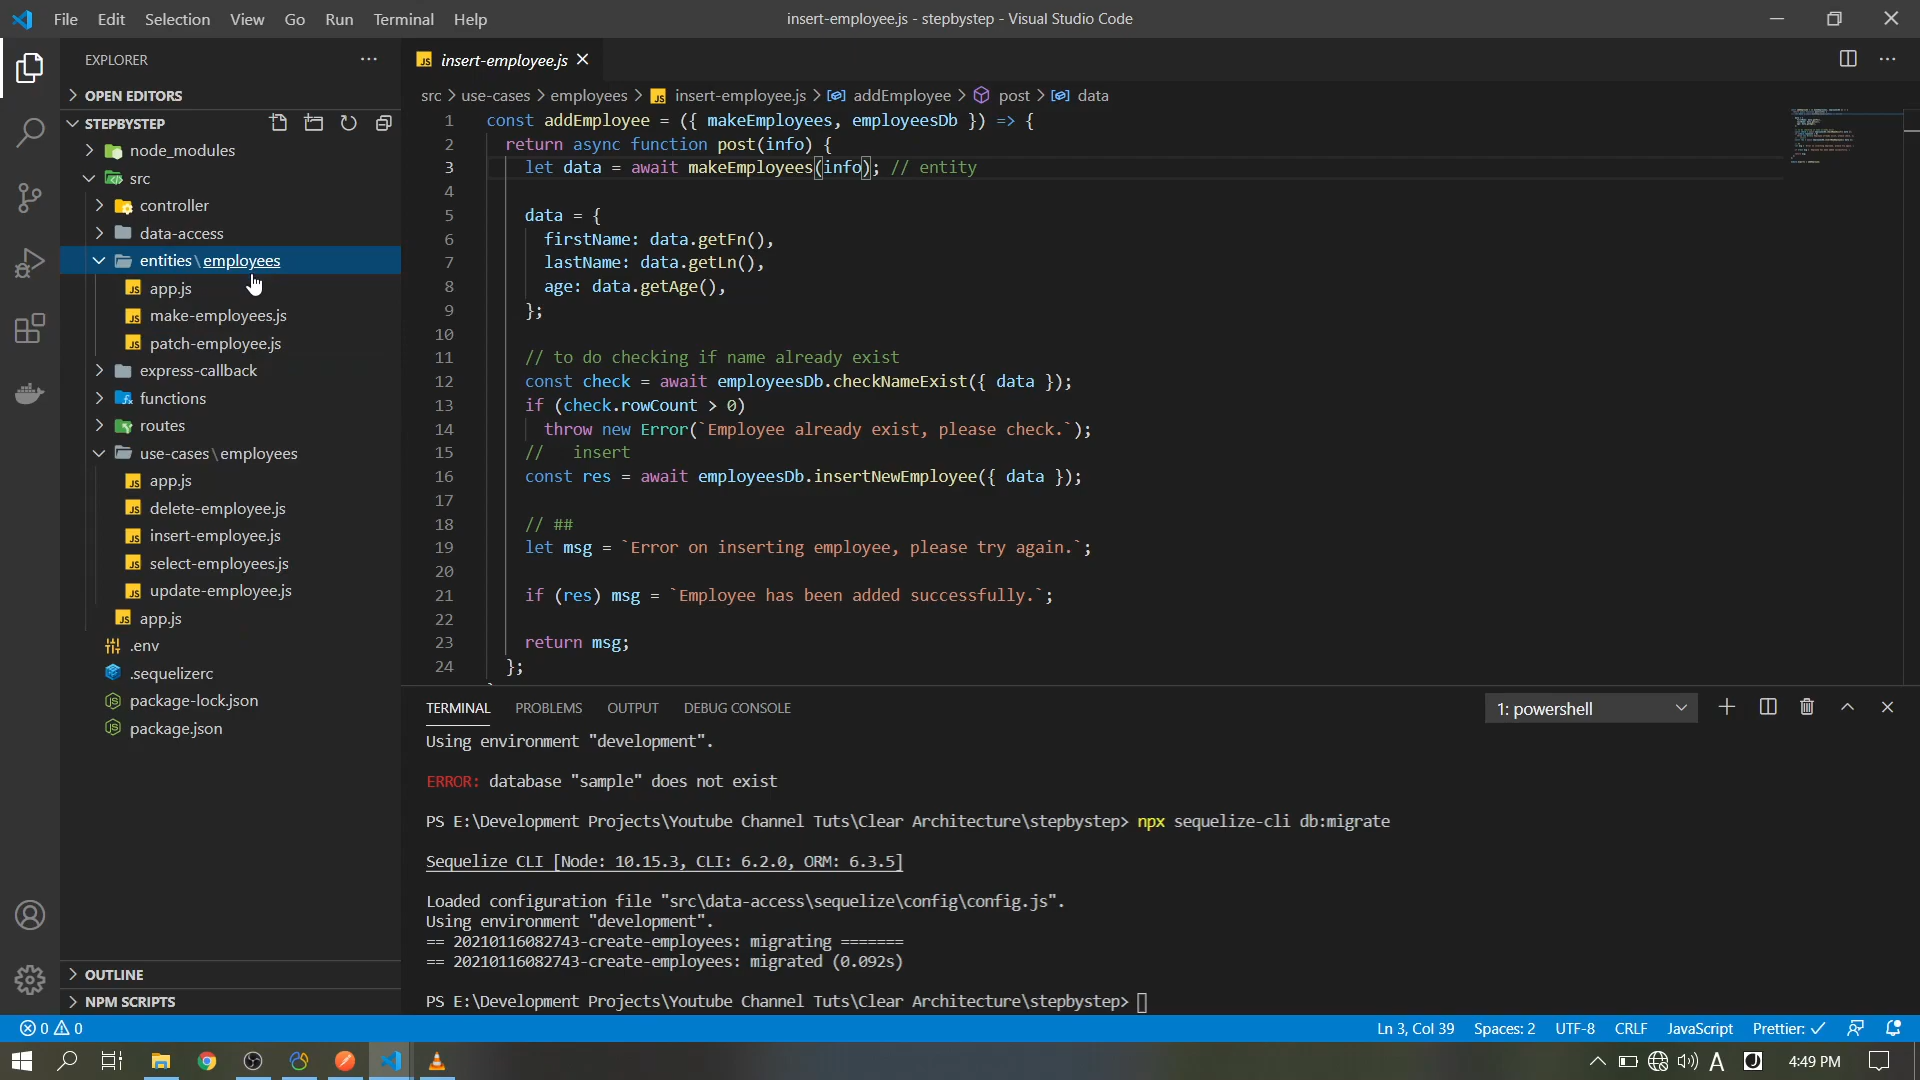 File Edit Selection View Go Run Terminal Help
insert-employee.js - stepbystep - Visual Studio Code
EXPLORER
OPEN EDITORS
STEPBYSTEP
node_modules
src
controller
data-access
entities\employees
app.js
make-employees.js
patch-employee.js
express-callback
functions
routes
use-cases\employees
app.js
delete-employee.js
insert-employee.js
select-employees.js
update-employee.js
app.js
.env
.sequelizerc
package-lock.json
package.json
OUTLINE
NPM SCRIPTS
insert-employee.js
src > use-cases > employees > insert-employee.js > addEmployee > post > data
1 const addEmployee = ({ makeEmployees, employeesDb }) => {
2 return async function post(info) {
3 let data = await makeEmployees(info); // entity
4
5 data = {
6 firstName: data.getFn(),
7 lastName: data.getLn(),
8 age: data.getAge(),
9 };
10
11 // to do checking if name already exist
12 const check = await employeesDb.checkNameExist({ data });
13 if (check.rowCount > 0)
14 throw new Error(`Employee already exist, please check.`);
15 // insert
16 const res = await employeesDb.insertNewEmployee({ data });
17
18 // ##
19 let msg = `Error on inserting employee, please try again.`;
20
21 if (res) msg = `Employee has been added successfully.`;
22
23 return msg;
24 };
TERMINAL PROBLEMS OUTPUT DEBUG CONSOLE
1: powershell
Using environment "development".
ERROR: database "sample" does not exist
PS E:\Development Projects\Youtube Channel Tuts\Clear Architecture\stepbystep> npx sequelize-cli db:migrate
Sequelize CLI [Node: 10.15.3, CLI: 6.2.0, ORM: 6.3.5]
Loaded configuration file "src\data-access\sequelize\config\config.js".
Using environment "development".
== 20210116082743-create-employees: migrating =======
== 20210116082743-create-employees: migrated (0.092s)
PS E:\Development Projects\Youtube Channel Tuts\Clear Architecture\stepbystep>
0 0
Ln 3, Col 39 Spaces: 2 UTF-8 CRLF JavaScript Prettier: ✓
A 4:49 PM